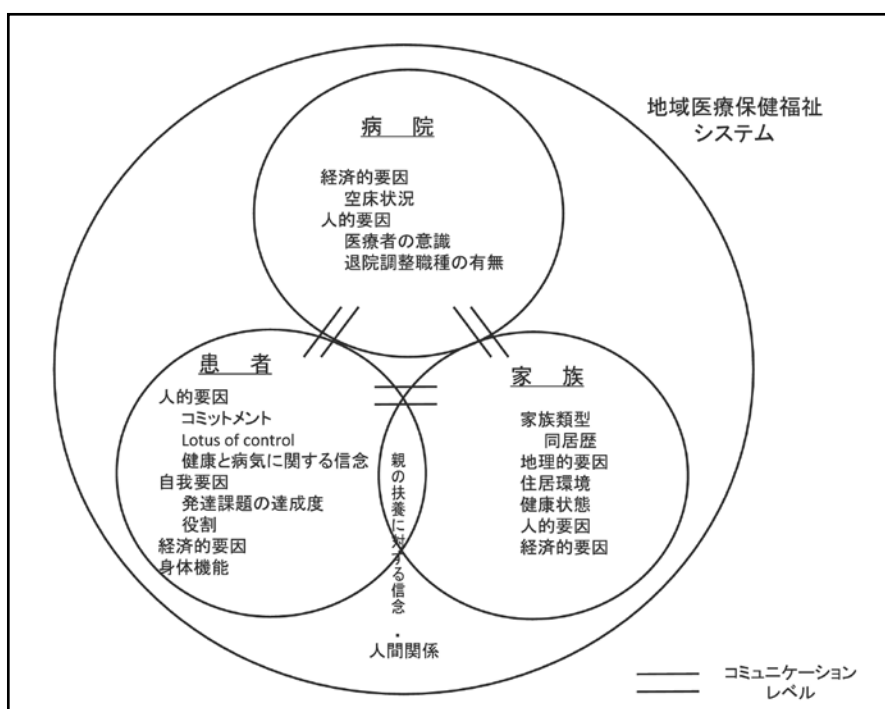 地域医療保健福祉
システム
病 院
経済的要因
空床状況
人的要因
医療者の意識
退院調整職種の有無
患 者
人的要因
コミットメント
Lotus of control
健康と病気に関する信念
自我要因
発達課題の達成度
役割
経済的要因
身体機能
家 族
家族類型
同居歴
地理的要因
住居環境
健康状態
人的要因
経済的要因
親の扶養に対する信念・
人間関係
コミュニケーション
レベル